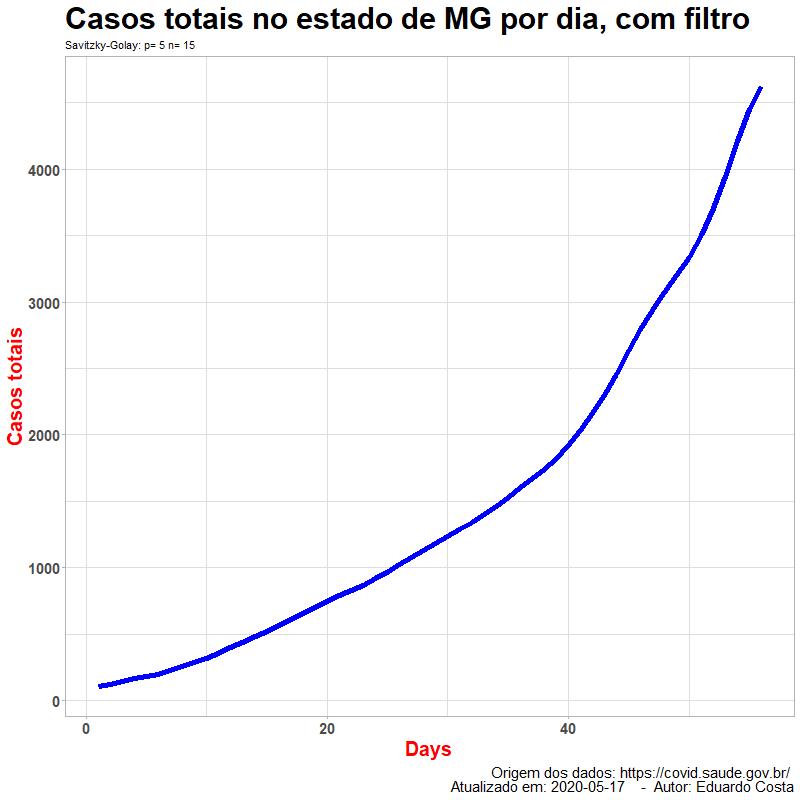 Casos totais no estado de MG por dia, com filtro
Savitzky-Golay: p= 5 n= 15
4000
3000
2000
1000
0
Casos totais
0 20 40
Days
Origem dos dados: https://covid.saude.gov.br/
Atualizado em: 2020-05-17 - Autor: Eduardo Costa